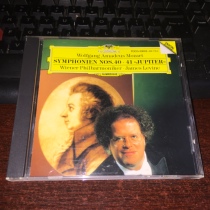 Wolfgang Amadeus Mozart
SYMPHONIEN NOS. 40 · 41 »JUPITER«
Wiener Philharmoniker · James Levine